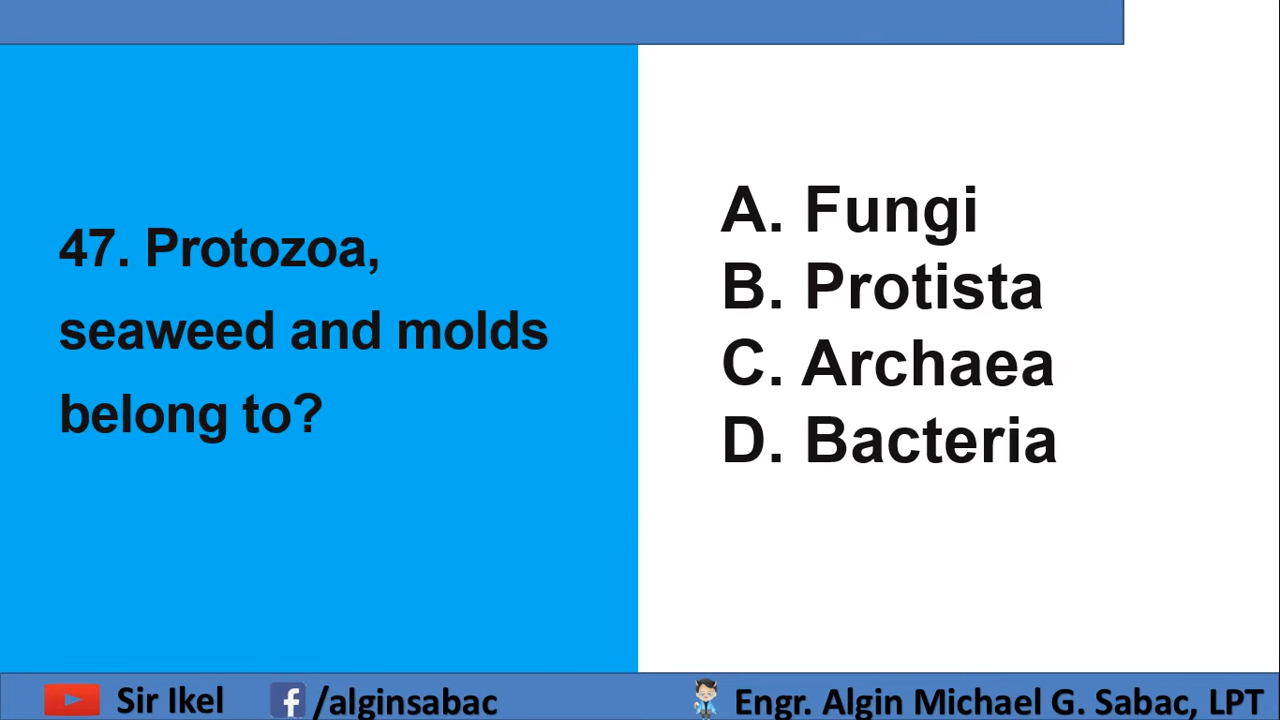 47. Protozoa,
seaweed and molds
belong to?
A. Fungi
B. Protista
C. Archaea
D. Bacteria
Sir Ikel
/alginsabac
Engr. Algin Michael G. Sabac, LPT